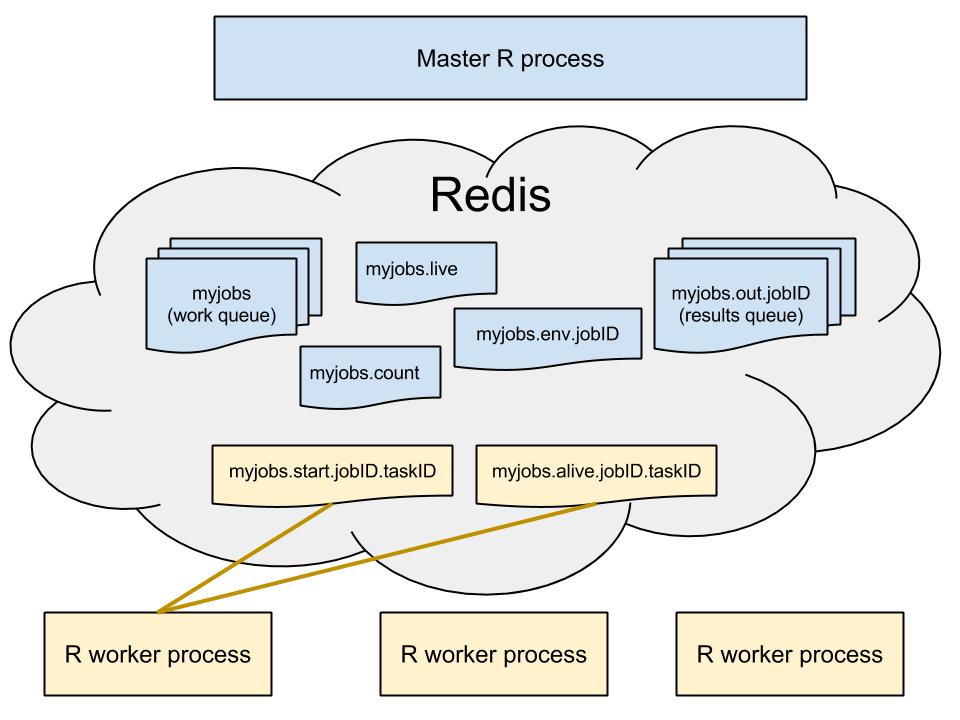 Master R process
Redis
myjobs
(work queue)
myjobs.live
myjobs.out.jobID
(results queue)
myjobs.env.jobID
myjobs.count
myjobs.start.jobID.taskID
myjobs.alive.jobID.taskID
R worker process
R worker process
R worker process